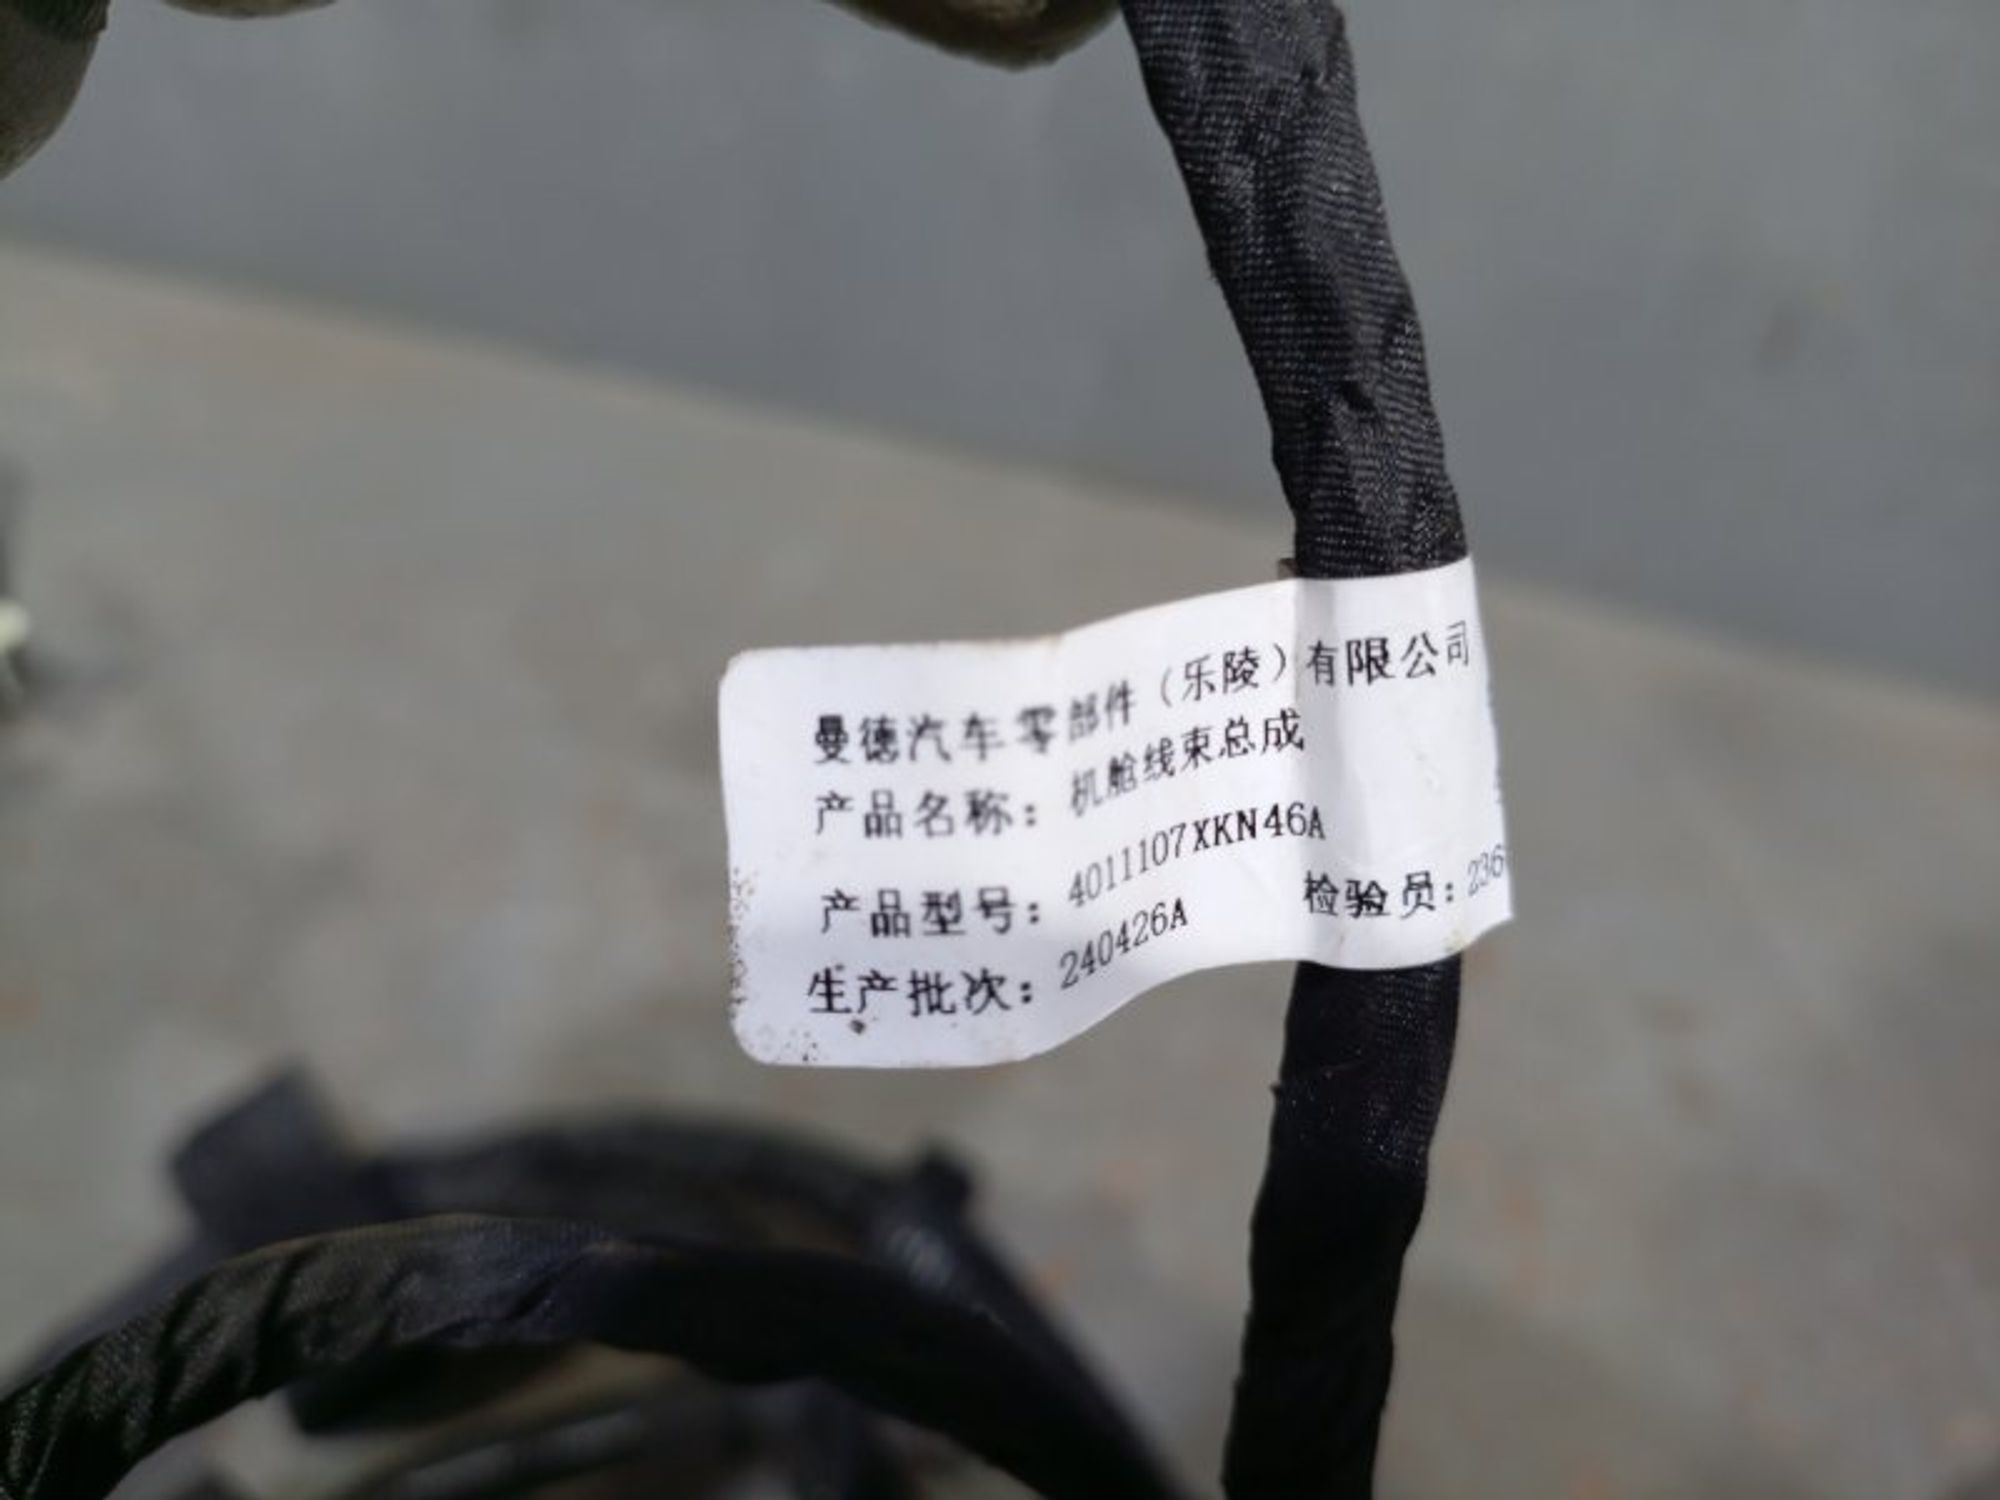 曼德汽车零部件（乐陵）有限公司
产品名称：机舱线束总成
产品型号：4011107XKN46A
生产批次：240426A 检验员：236